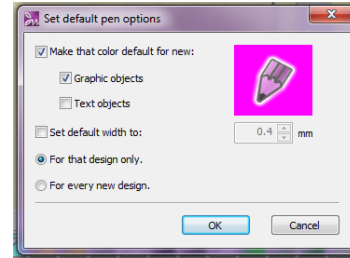 Set default pen options
Make that color default for new:
Graphic objects
Text objects
Set default width to:
0.4 mm
For that design only.
For every new design.
OK Cancel